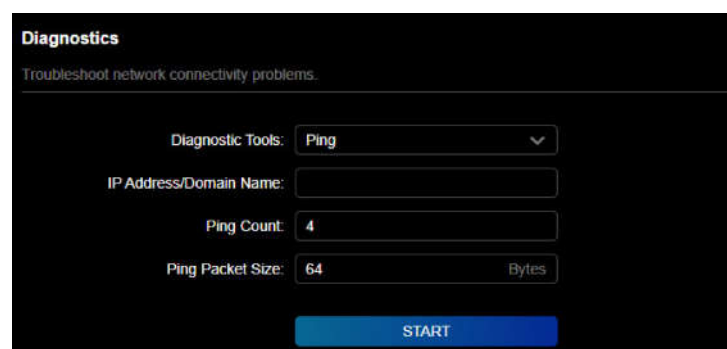 Diagnostics
Troubleshoot network connectivity problems.
Diagnostic Tools: Ping
IP Address/Domain Name:
Ping Count: 4
Ping Packet Size: 64 Bytes
START